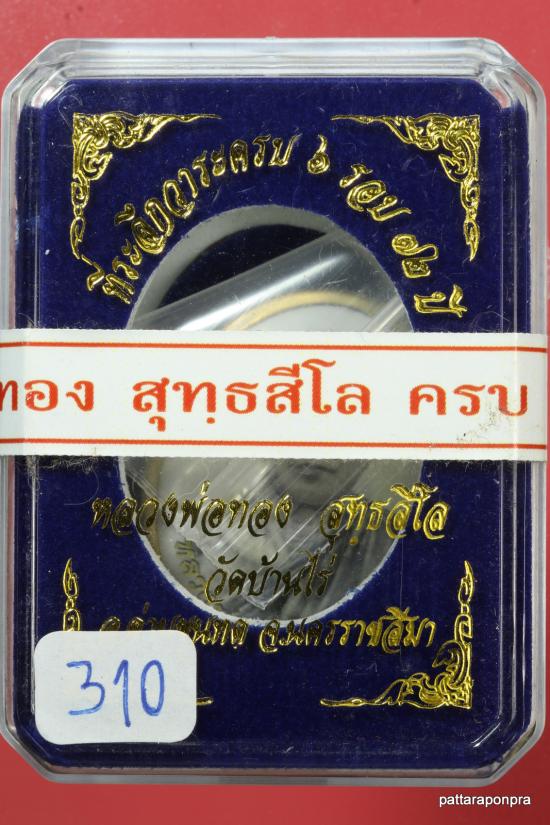 ที่ระลึกวาระครบ ๖ รอบ ๗๒ ปี
ทอง สุทฺธสีโล ครบ
หลวงพ่อทอง สุทฺธสีโล
วัดบ้านไร่
จ.นครราชสีมา
310
pattaraponpra